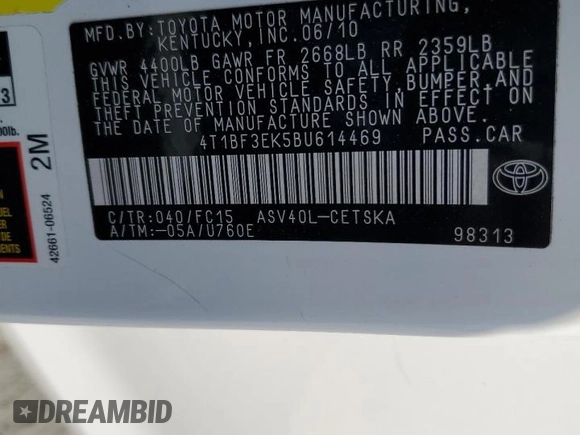 MFD.BY: TOYOTA MOTOR MANUFACTURING,
KENTUCKY, INC. 06/10
GVWR 4400LB GAWR FR 2668LB RR 2359LB
THIS VEHICLE CONFORMS TO ALL APPLICABLE
FEDERAL MOTOR VEHICLE SAFETY, BUMPER, AND
THEFT PREVENTION STANDARDS IN EFFECT ON
THE DATE OF MANUFACTURE SHOWN ABOVE.
4T1BF3EK5BU614469 PASS.CAR
C/TR: 040/FC15 ASV40L-CETSKA
A/TM:-05A/U760E 98313
2M
42661-06524
DREAMBID